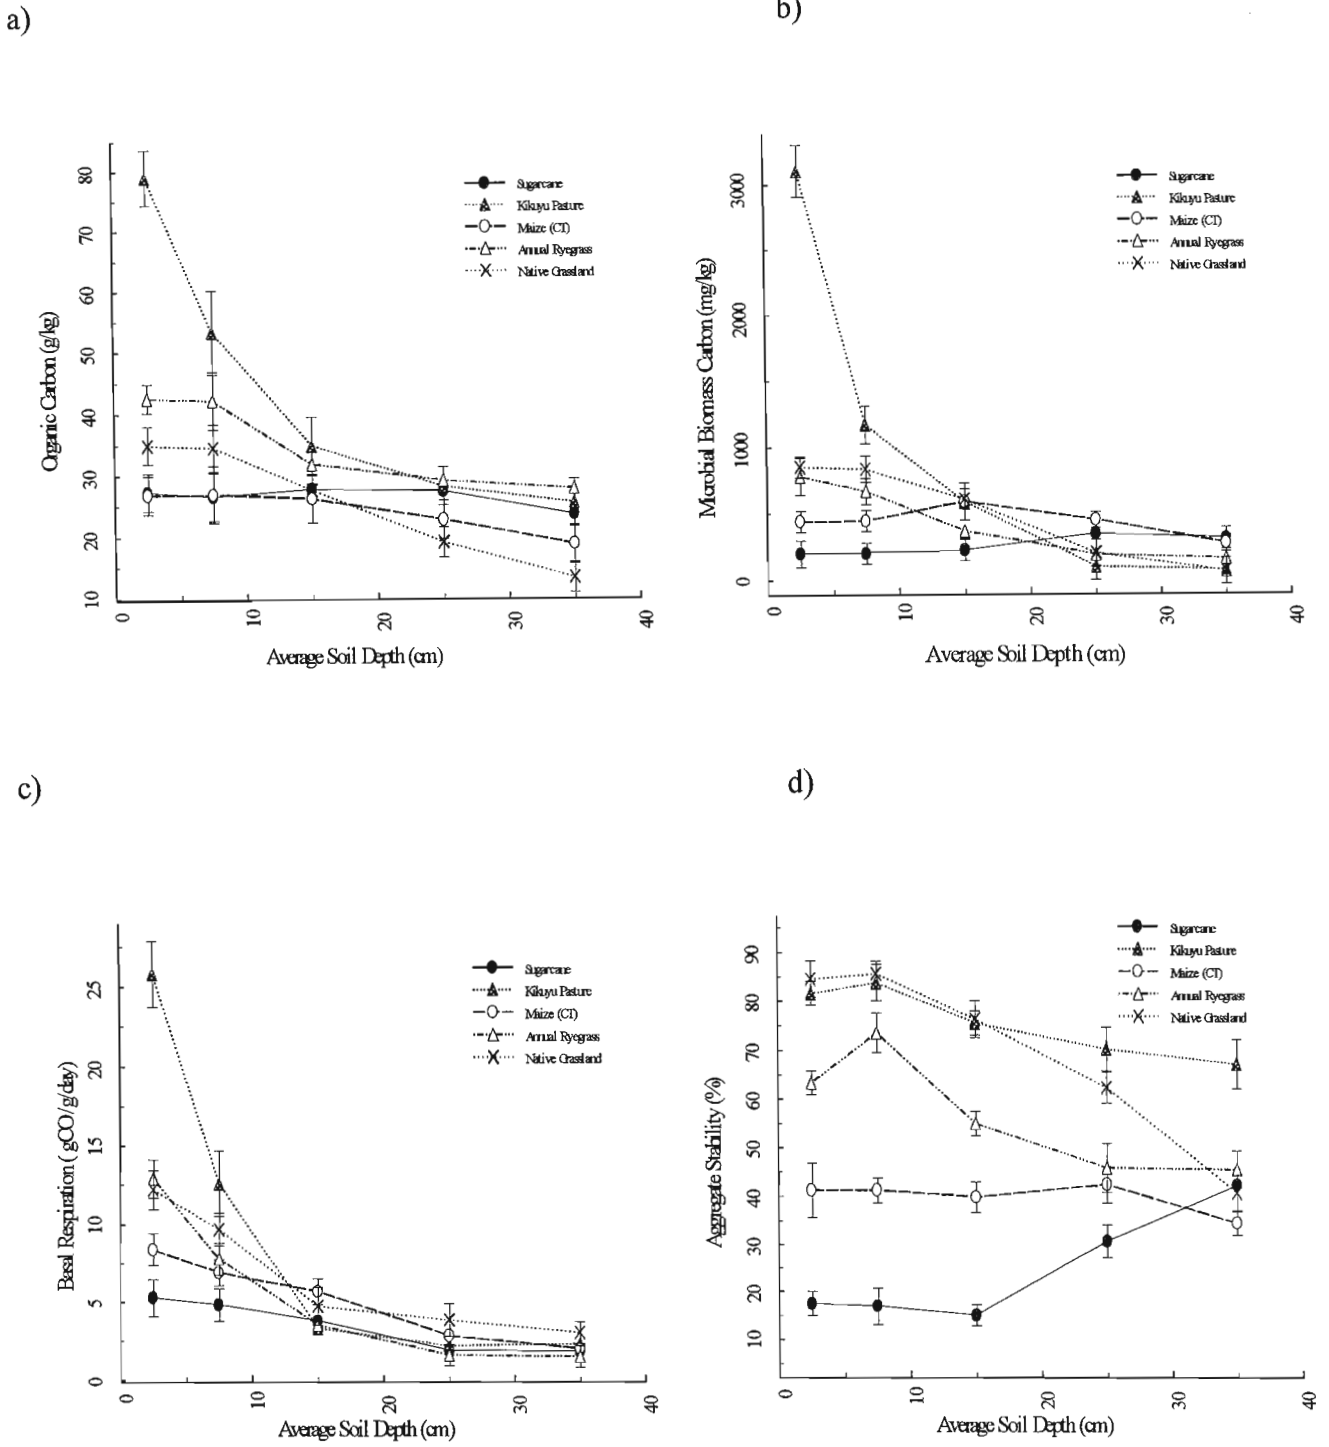 a)
80
70
60
50
40
30
20
10
Organic Carbon (g/kg)
Sugarcane
Kikuyu Pasture
Maize (CT)
Annual Ryegrass
Native Grassland
0
10
20
30
40
Average Soil Depth (cm)
b)
3000
2000
1000
0
Microbial Biomass Carbon (mg/kg)
Sugarcane
Kikuyu Pasture
Maize (CT)
Annual Ryegrass
Native Grassland
0
10
20
30
40
Average Soil Depth (cm)
c)
25
20
15
10
5
0
Basal Respiration ( gCO/g/day)
Sugarcane
Kikuyu Pasture
Maize (CT)
Annual Ryegrass
Native Grassland
0
10
20
30
40
Average Soil Depth (cm)
d)
90
80
70
60
50
40
30
20
10
Aggregate Stability (%)
Sugarcane
Kikuyu Pasture
Maize (CT)
Annual Ryegrass
Native Grassland
0
10
20
30
40
Average Soil Depth (cm)